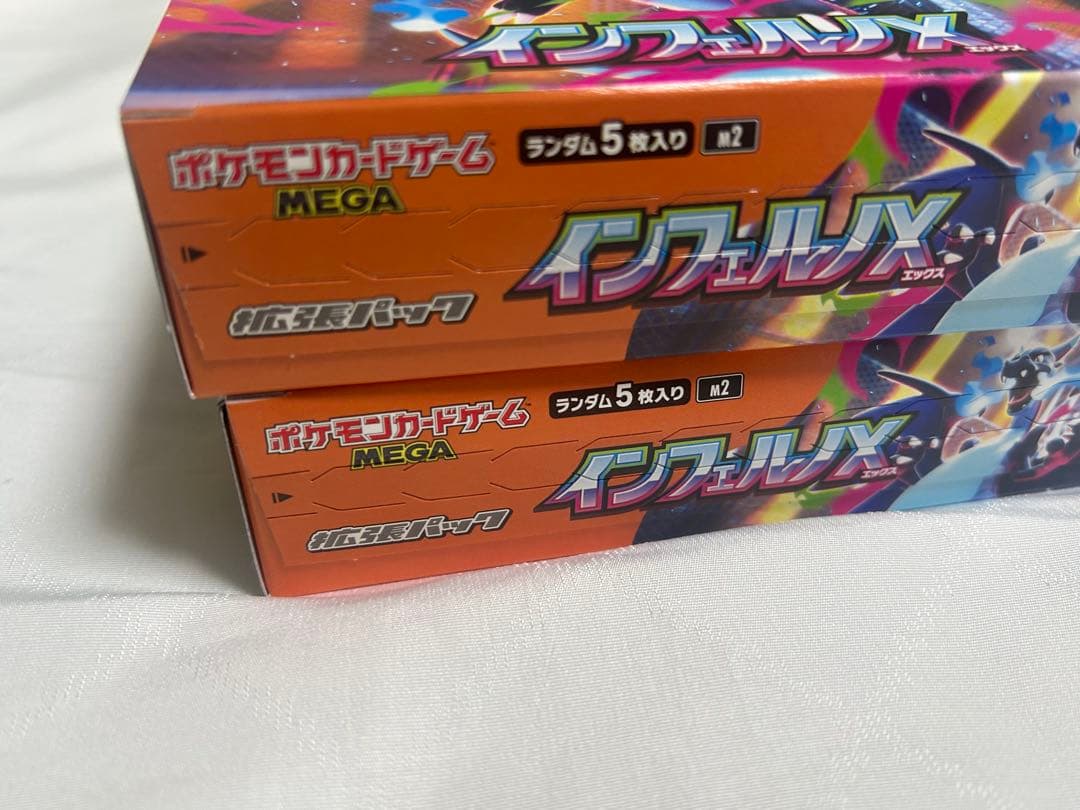 インフェルノX
エックス
ポケモンカードゲーム
MEGA
ランダム5枚入り M2
インフェルノX
エックス
拡張パック
ポケモンカードゲーム
MEGA
ランダム5枚入り M2
インフェルノX
エックス
拡張パック